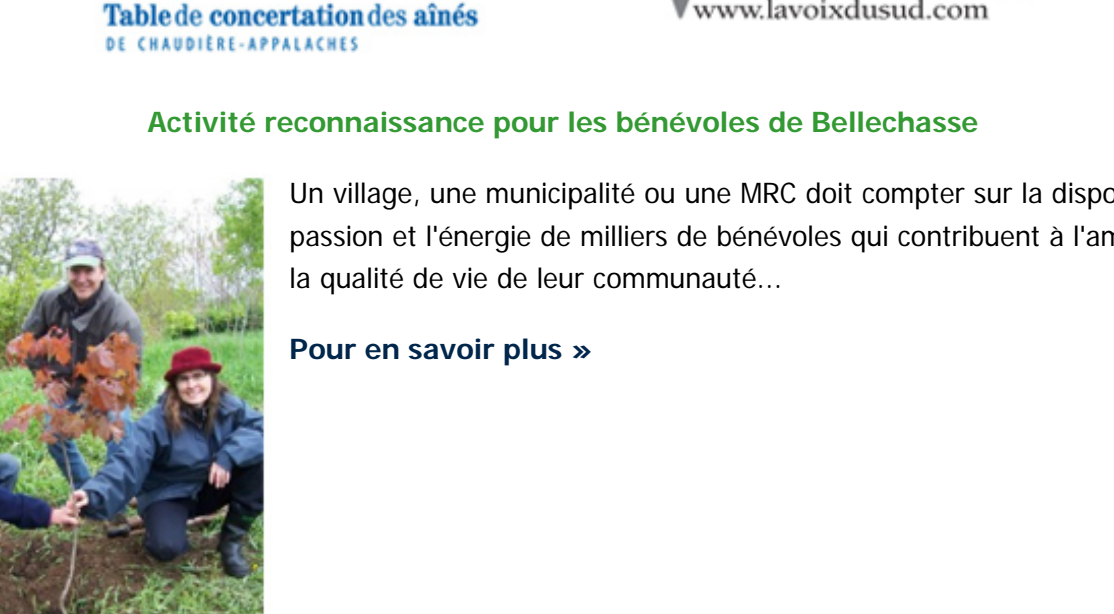 Table de concertation des aînés
DE CHAUDIÈRE-APPALACHES
www.lavoixdusud.com
Activité reconnaissance pour les bénévoles de Bellechasse
Un village, une municipalité ou une MRC doit compter sur la dispo
passion et l'énergie de milliers de bénévoles qui contribuent à l'am
la qualité de vie de leur communauté...
Pour en savoir plus »